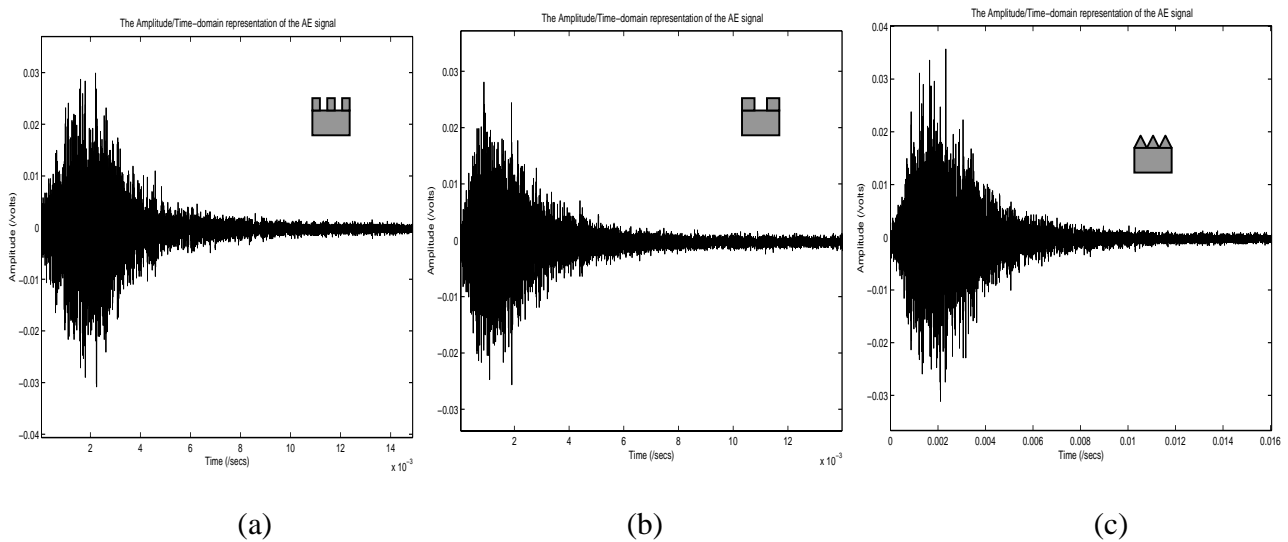 The Amplitude/Time−domain representation of the AE signal
Amplitude (/volts)
0.03
0.02
0.01
0
−0.01
−0.02
−0.03
−0.04
2 4 6 8 10 12 14
Time (/secs)
x 10−3
(a)
The Amplitude/Time−domain representation of the AE signal
Amplitude (/volts)
0.03
0.02
0.01
0
−0.01
−0.02
−0.03
2 4 6 8 10 12
Time (/secs)
x 10−3
(b)
The Amplitude/Time−domain representation of the AE signal
Amplitude (/volts)
0.04
0.03
0.02
0.01
0
−0.01
−0.02
−0.03
0 0.002 0.004 0.006 0.008 0.01 0.012 0.014 0.016
Time (/secs)
(c)